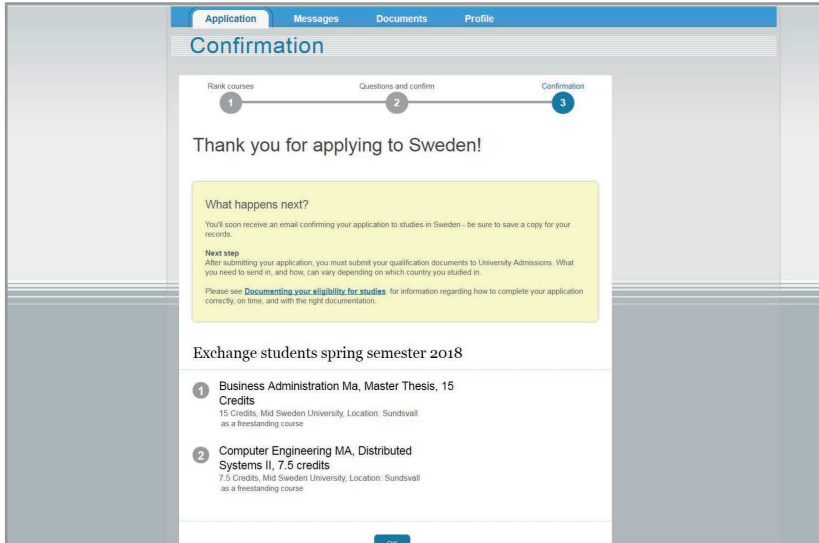 Application Messages Documents Profile
Confirmation
Rank courses Questions and confirm Confirmation
1 2 3
Thank you for applying to Sweden!
What happens next?
You'll soon receive an email confirming your application to studies in Sweden - be sure to save a copy for your
records.
Next step
After submitting your application, you must submit your qualification documents to University Admissions. What
you need to send in, and how, can vary depending on which country you studied in.
Please see Documenting your eligibility for studies for information regarding how to complete your application
correctly, on time, and with the right documentation.
Exchange students spring semester 2018
1 Business Administration Ma, Master Thesis, 15
Credits
15 Credits, Mid Sweden University, Location: Sundsvall
as a freestanding course
2 Computer Engineering MA, Distributed
Systems II, 7.5 credits
7.5 Credits, Mid Sweden University, Location: Sundsvall
as a freestanding course
OK